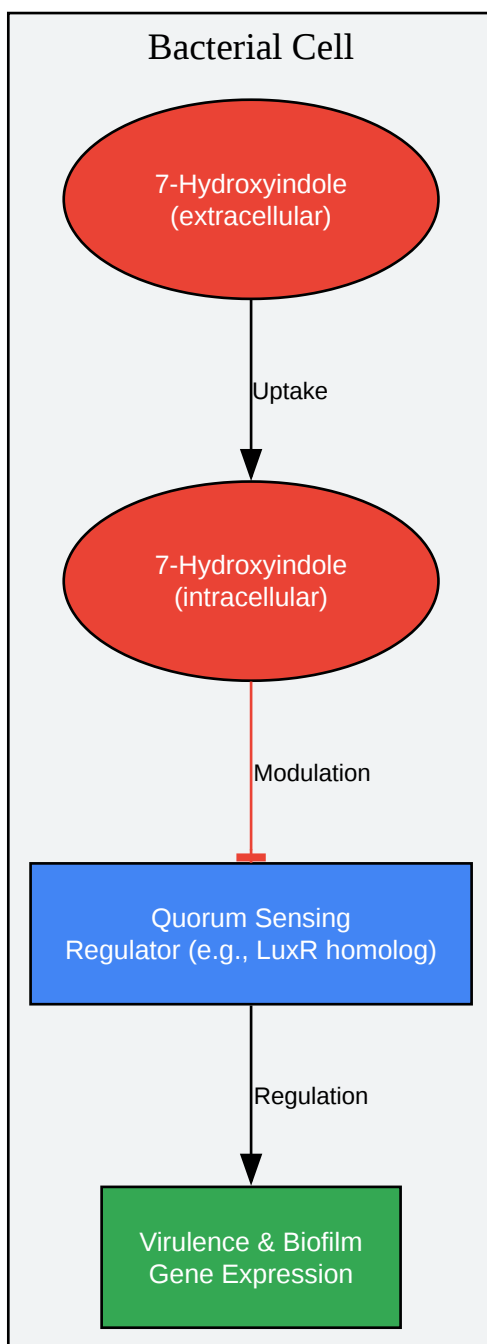 Bacterial Cell
7-Hydroxyindole
(extracellular)
Uptake
7-Hydroxyindole
(intracellular)
Modulation
Quorum Sensing
Regulator (e.g., LuxR homolog)
Regulation
Virulence & Biofilm
Gene Expression